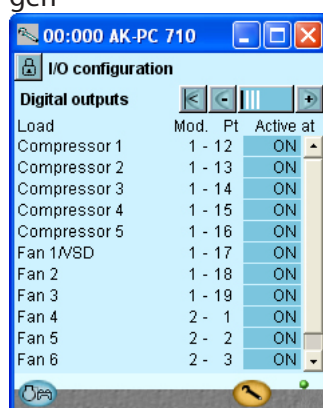 gen
00:000 AK-PC 710
I/O configuration
Digital outputs
Load Mod. Pt Active at
Compressor 1 1 - 12 ON
Compressor 2 1 - 13 ON
Compressor 3 1 - 14 ON
Compressor 4 1 - 15 ON
Compressor 5 1 - 16 ON
Fan 1/VSD 1 - 17 ON
Fan 2 1 - 18 ON
Fan 3 1 - 19 ON
Fan 4 2 - 1 ON
Fan 5 2 - 2 ON
Fan 6 2 - 3 ON